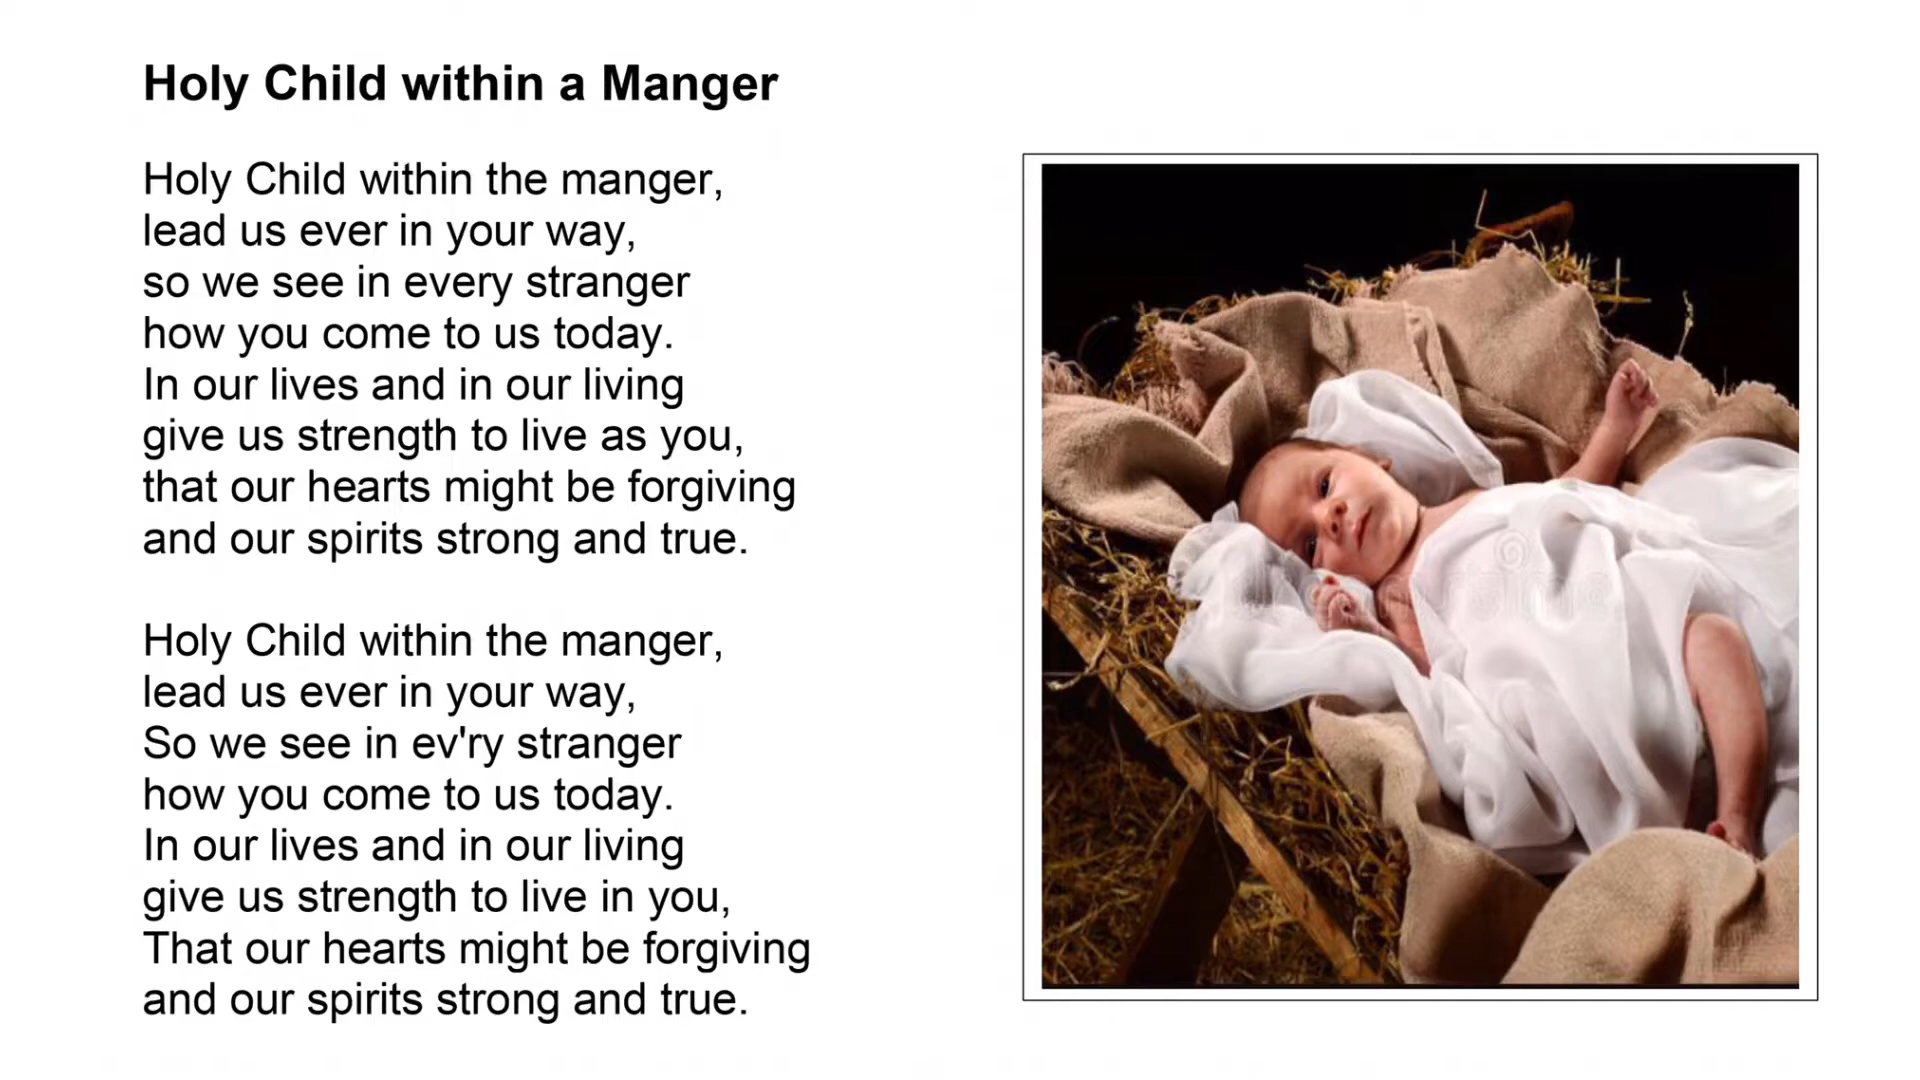 Holy Child within a Manger
Holy Child within the manger,
lead us ever in your way,
so we see in every stranger
how you come to us today.
In our lives and in our living
give us strength to live as you,
that our hearts might be forgiving
and our spirits strong and true.
Holy Child within the manger,
lead us ever in your way,
So we see in ev'ry stranger
how you come to us today.
In our lives and in our living
give us strength to live in you,
That our hearts might be forgiving
and our spirits strong and true.